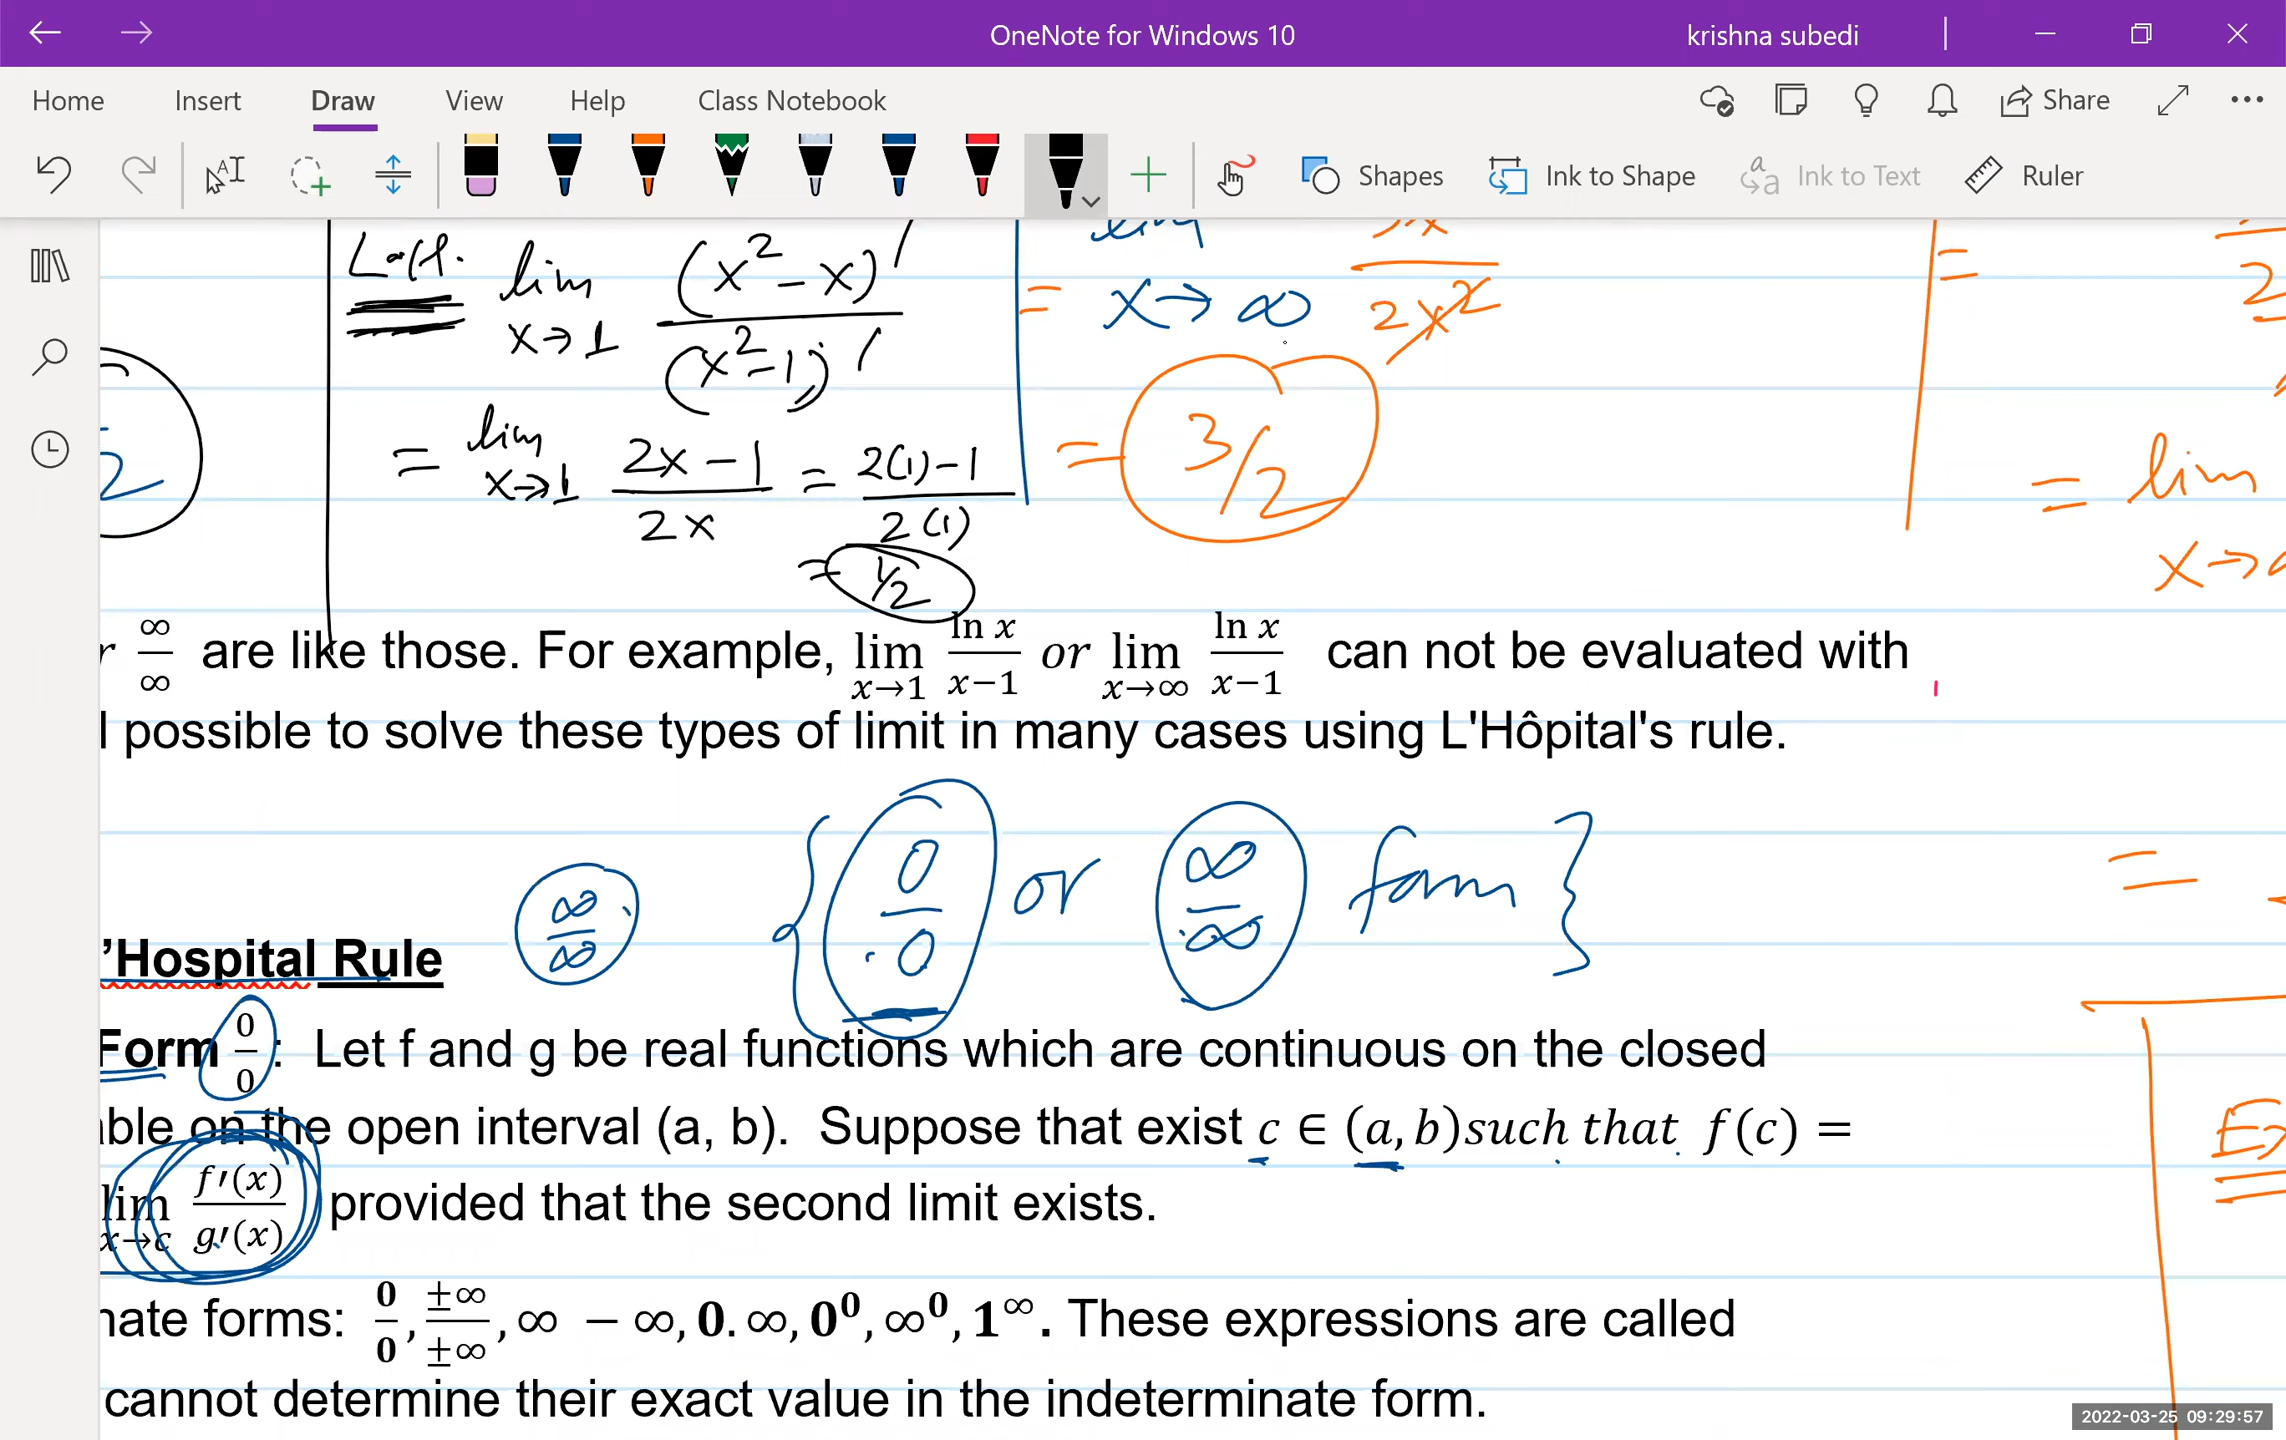 OneNote for Windows 10
krishna subedi
Home Insert Draw View Help Class Notebook Share
Shapes Ink to Shape Ink to Text Ruler
lim x→1 (x² − x)′ / (x² − 1)′
= lim x→1 (2x − 1) / 2x = (2(1) − 1) / 2(1)
= 1/2
= lim x→∞ 3x² / 2x²
= 3/2
=
2
= lim
x→
2
r ∞/∞ are like those. For example, lim x→1 ln x / x−1 or lim x→∞ ln x / x−1 can not be evaluated with
l possible to solve these types of limit in many cases using L'Hôpital's rule.
∞/∞ { 0/0 or ∞/∞ form }
=
'Hospital Rule
Form 0/0 : Let f and g be real functions which are continuous on the closed
able on the open interval (a, b). Suppose that exist c ∈ (a, b)such that f(c) =
lim x→c f′(x) / g′(x) provided that the second limit exists.
nate forms: 0/0, ±∞/±∞, ∞ − ∞, 0.∞, 0⁰, ∞⁰, 1^∞. These expressions are called
cannot determine their exact value in the indeterminate form.
2022-03-25 09:29:57